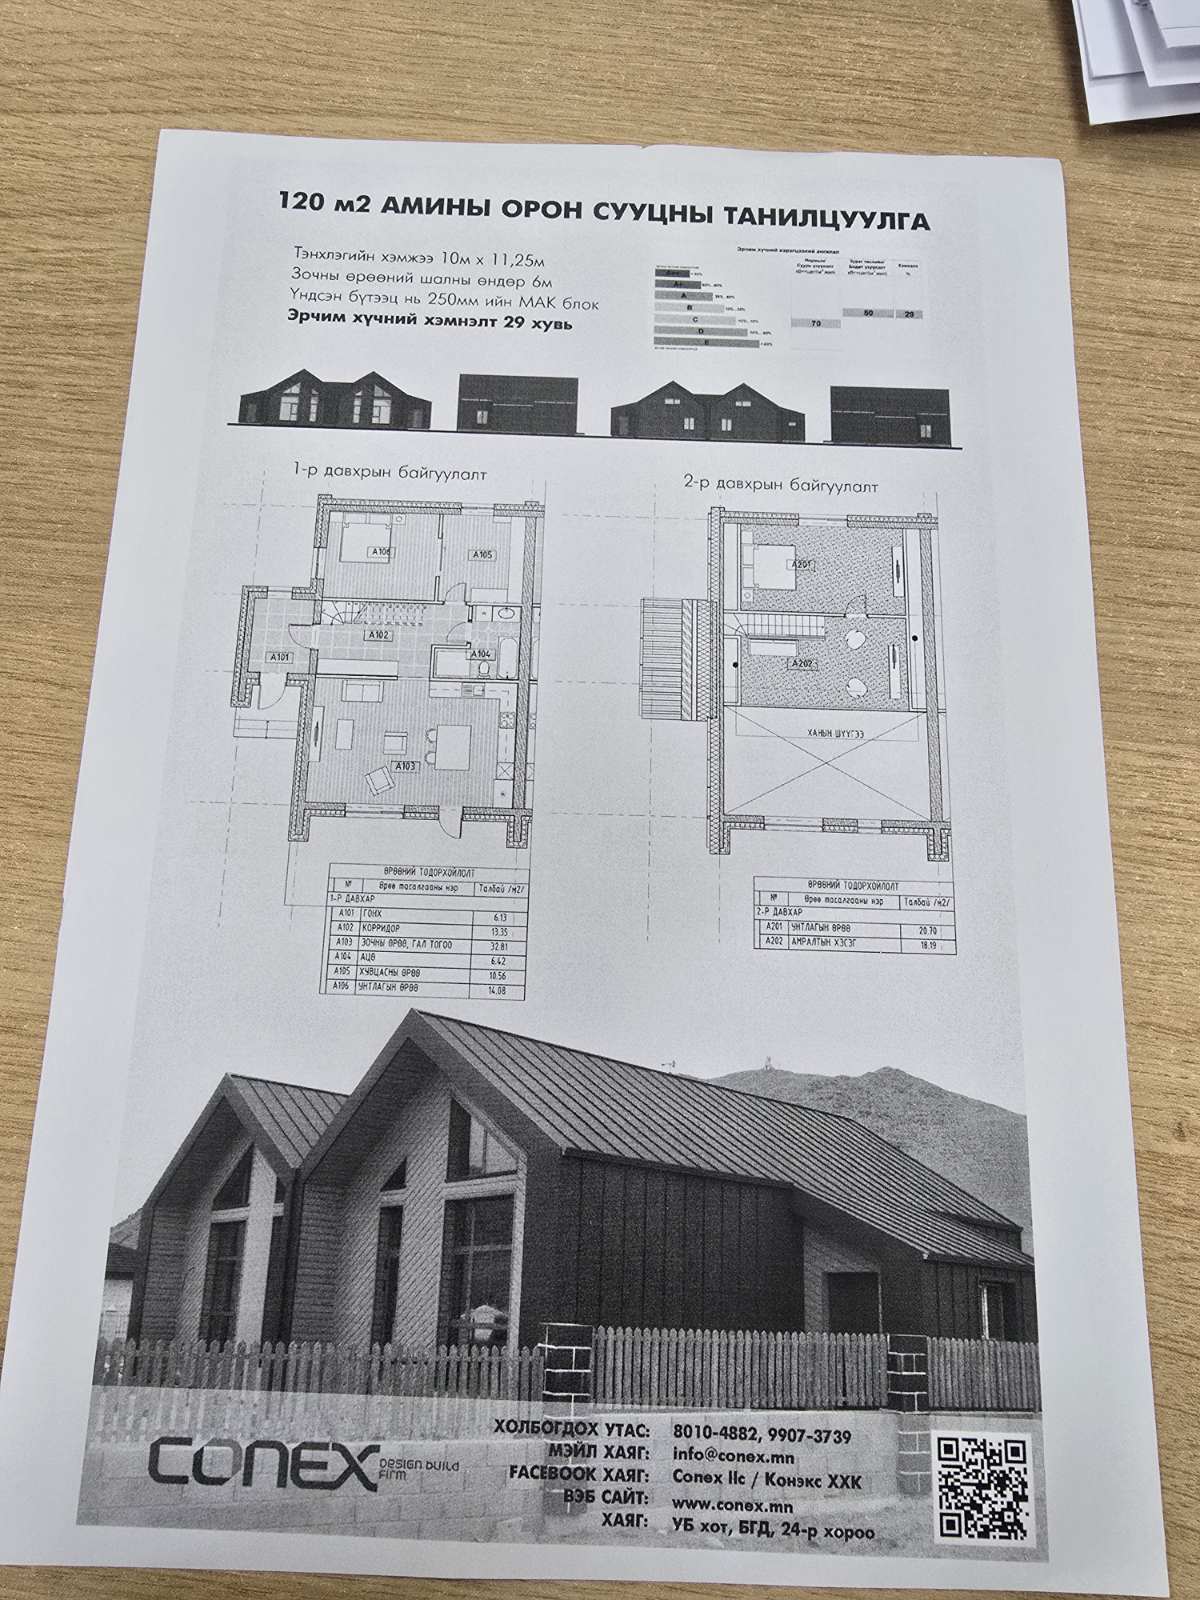 120 м2 АМИНЫ ОРОН СУУЦНЫ ТАНИЛЦУУЛГА
Тэнхлэгийн хэмжээ 10м х 11,25м
Зочны өрөөний шалны өндөр 6м
Үндсэн бүтээц нь 250мм ийн МАК блок
Эрчим хүчний хэмнэлт 29 хувь
A++
A+
A
B
C
D
E
70
50
29
1-р давхрын байгуулалт
2-р давхрын байгуулалт
A106
A105
A102
A101
A104
A103
A201
A202
ХАНЫН ШҮҮГЭЭ
ӨРӨӨНИЙ ТОДОРХОЙЛОЛТ
№ Өрөө тасалгааны нэр Талбай /м2/
1-Р ДАВХАР
A101 ГОНХ 6.13
A102 КОРРИДОР 13.35
A103 ЗОЧНЫ ӨРӨӨ, ГАЛ ТОГОО 32.81
A104 АЦӨ 6.42
A105 ХУВЦАСНЫ ӨРӨӨ 10.56
A106 УНТЛАГЫН ӨРӨӨ 14.08
ӨРӨӨНИЙ ТОДОРХОЙЛОЛТ
№ Өрөө тасалгааны нэр Талбай /м2/
2-Р ДАВХАР
A201 УНТЛАГЫН ӨРӨӨ 20.70
A202 АМРАЛТЫН ХЭСЭГ 18.19
CONEX DESIGN BUILD FIRM
ХОЛБОГДОХ УТАС: 8010-4882, 9907-3739
МЭЙЛ ХАЯГ: info@conex.mn
FACEBOOK ХАЯГ: Conex llc / Конэкс ХХК
ВЭБ САЙТ: www.conex.mn
ХАЯГ: УБ хот, БГД, 24-р хороо